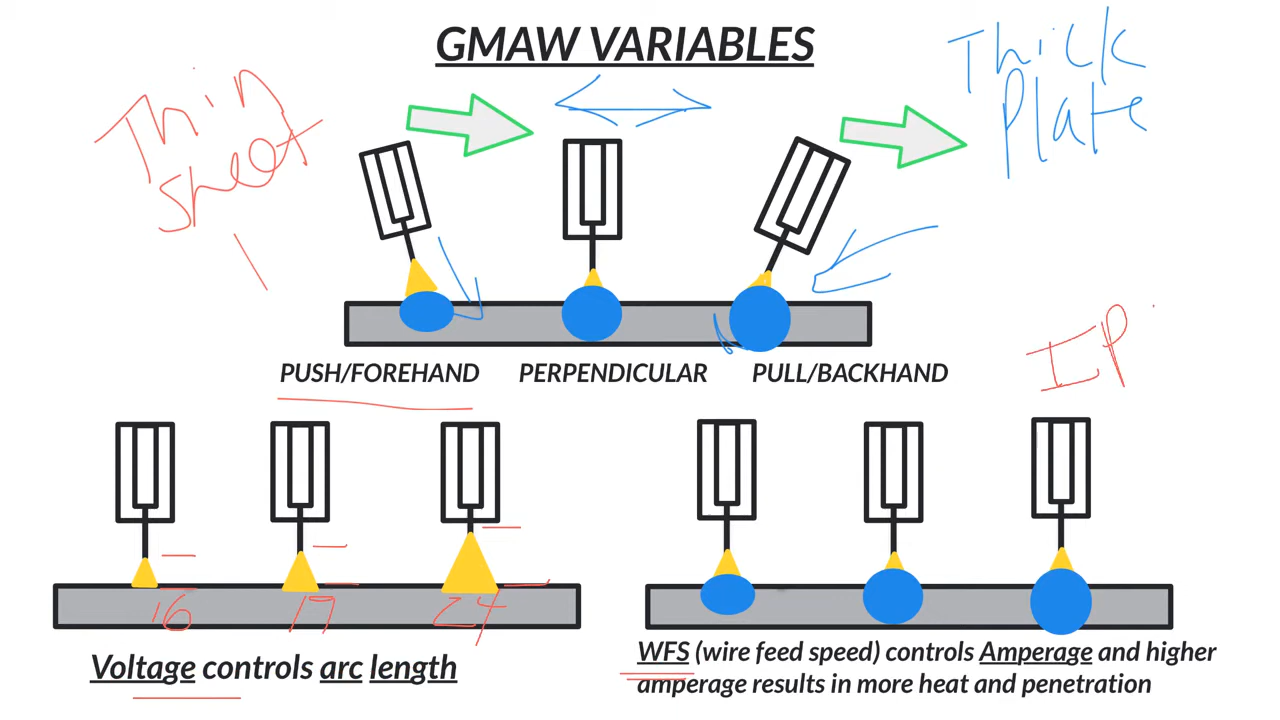 GMAW VARIABLES
Thin
Sheet
Thick
Plate
PUSH/FOREHAND PERPENDICULAR PULL/BACKHAND
IP
16 19 24
Voltage controls arc length
WFS (wire feed speed) controls Amperage and higher
amperage results in more heat and penetration